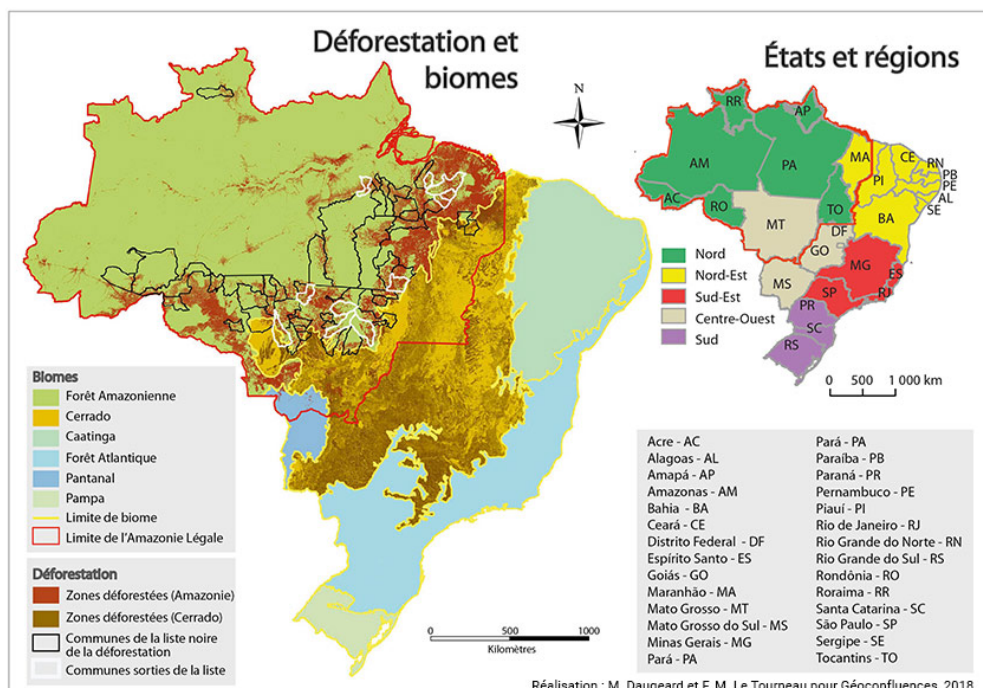 Déforestation et
biomes
N
Biomes
Forêt Amazonienne
Cerrado
Caatinga
Forêt Atlantique
Pantanal
Pampa
Limite de biome
Limite de l'Amazonie Légale
Déforestation
Zones déforestées (Amazonie)
Zones déforestées (Cerrado)
Communes de la liste noire
de la déforestation
Communes sorties de la liste
0 500 1000
Kilomètres
États et régions
RR
AP
AM
PA
MA
CE
RN
PB
PE
AL
SE
PI
AC
RO
TO
BA
MT
DF
GO
MG
ES
MS
SP
RJ
PR
SC
RS
Nord
Nord-Est
Sud-Est
Centre-Ouest
Sud
0 500 1 000 km
Acre - AC
Alagoas - AL
Amapá - AP
Amazonas - AM
Bahia - BA
Ceará - CE
Distrito Federal - DF
Espírito Santo - ES
Goiás - GO
Maranhão - MA
Mato Grosso - MT
Mato Grosso do Sul - MS
Minas Gerais - MG
Pará - PA
Pará - PA
Paraíba - PB
Paraná - PR
Pernambuco - PE
Piauí - PI
Rio de Janeiro - RJ
Rio Grande do Norte - RN
Rio Grande do Sul - RS
Rondônia - RO
Roraima - RR
Santa Catarina - SC
São Paulo - SP
Sergipe - SE
Tocantins - TO
Réalisation : M. Daugeard et F. M. Le Tourneau pour Géoconfluences, 2018